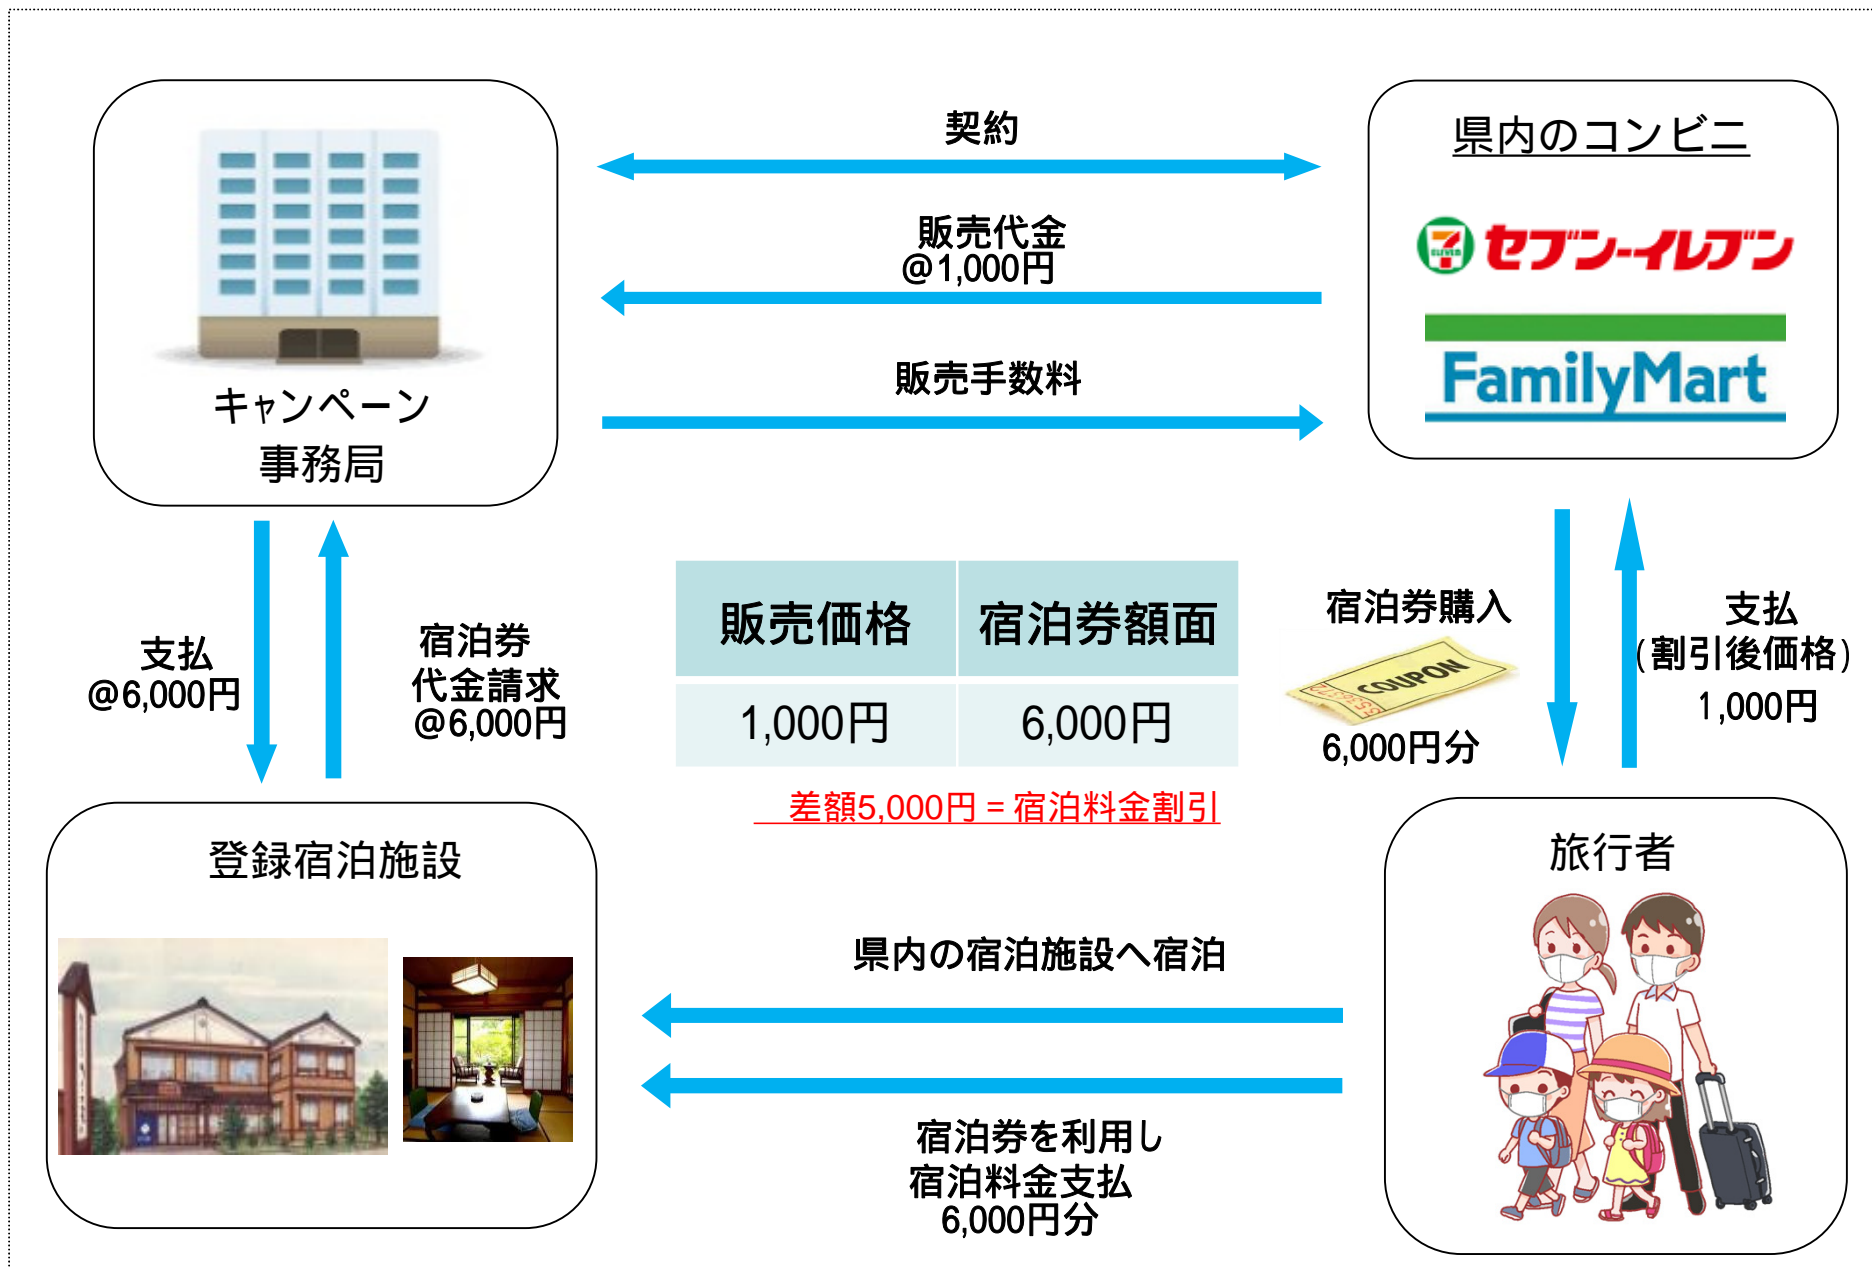 契約
県内のコンビニ
販売代金
@1,000円
7
ELEVEN
セブン-イレブン
販売手数料
FamilyMart
キャンペーン
事務局
支払
@6,000円
宿泊券
代金請求
@6,000円
販売価格 宿泊券額面
1,000円 6,000円
差額5,000円 = 宿泊料金割引
宿泊券購入
COUPON
6,000円分
支払
(割引後価格)
1,000円
登録宿泊施設
旅行者
県内の宿泊施設へ宿泊
宿泊券を利用し
宿泊料金支払
6,000円分